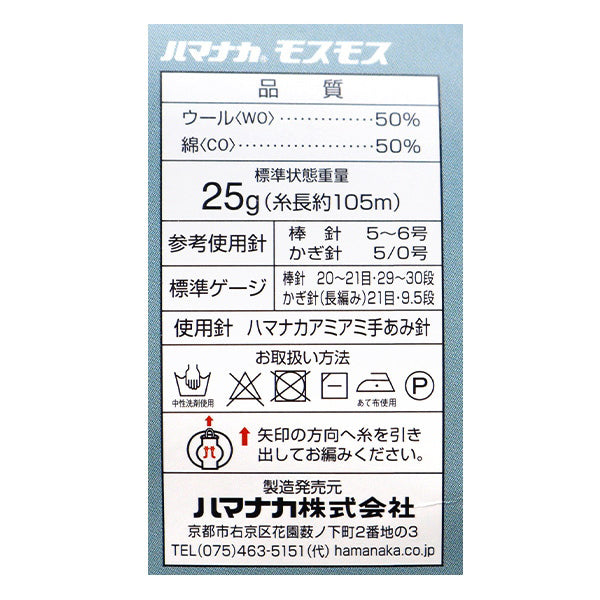 ハマナカ® モスモス
品質
ウール〈WO〉‥‥‥‥‥50%
綿〈CO〉‥‥‥‥‥‥‥50%
標準状態重量
25g(糸長約105m)
参考使用針 棒針 5〜6号
かぎ針 5/0号
標準ゲージ 棒針 20〜21目・29〜30段
かぎ針(長編み)21目・9.5段
使用針 ハマナカアミアミ手あみ針
お取扱い方法
中性洗剤使用 あて布使用 P
矢印の方向へ糸を引き
出してお編みください。
製造発売元
ハマナカ株式会社
京都市右京区花園薮ノ下町2番地の3
TEL(075)463-5151(代) hamanaka.co.jp